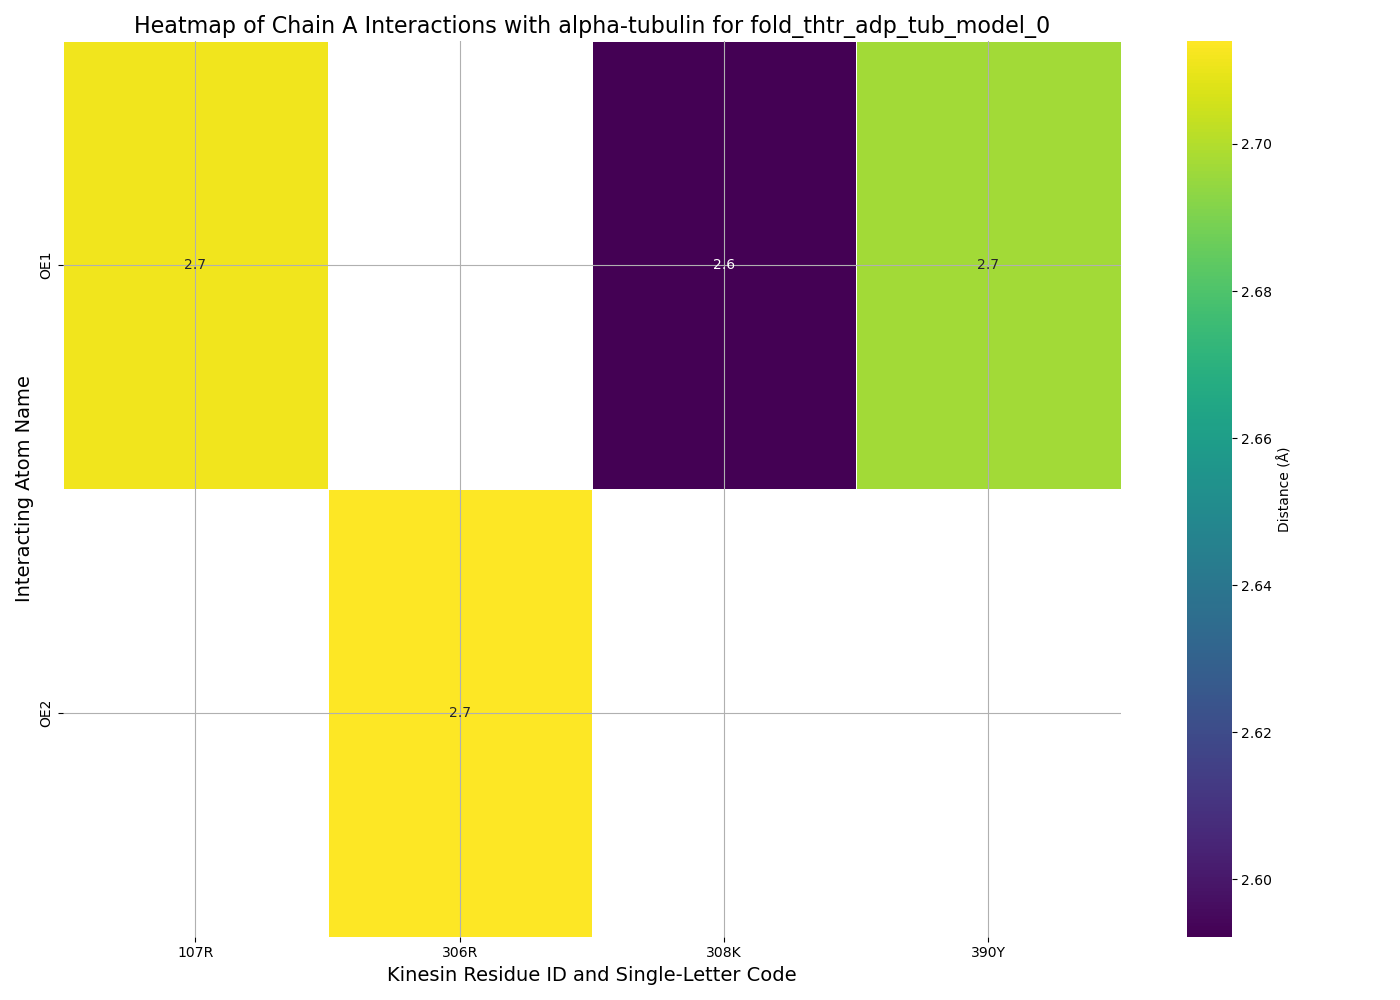 Heatmap of Chain A Interactions with alpha-tubulin for fold_thtr_adp_tub_model_0
Interacting Atom Name
OE1
2.7
2.6
2.7
OE2
2.7
107R
306R
308K
390Y
Kinesin Residue ID and Single-Letter Code
2.70
2.68
2.66
2.64
2.62
2.60
Distance (Å)